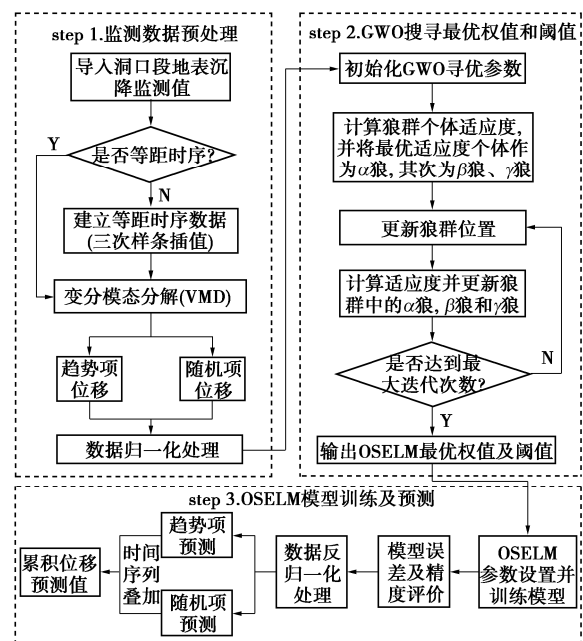 step 1.监测数据预处理
导入洞口段地表沉
降监测值
Y
是否等距时序?
N
建立等距时序数据
(三次样条插值)
变分模态分解(VMD)
趋势项
位移
随机项
位移
数据归一化处理
step 2.GWO搜寻最优权值和阈值
初始化GWO寻优参数
计算狼群个体适应度,
并将最优适应度个体作
为α狼,其次为β狼、γ狼
更新狼群位置
计算适应度并更新狼
群中的α狼,β狼和γ狼
是否达到最
大迭代次数?
N
Y
输出OSELM最优权值及阈值
step 3.OSELM模型训练及预测
OSELM
参数设置并
训练模型
模型误
差及精
度评价
数据反
归一化
处理
趋势项
预测
随机项
预测
时间
序列
叠加
累积位移
预测值